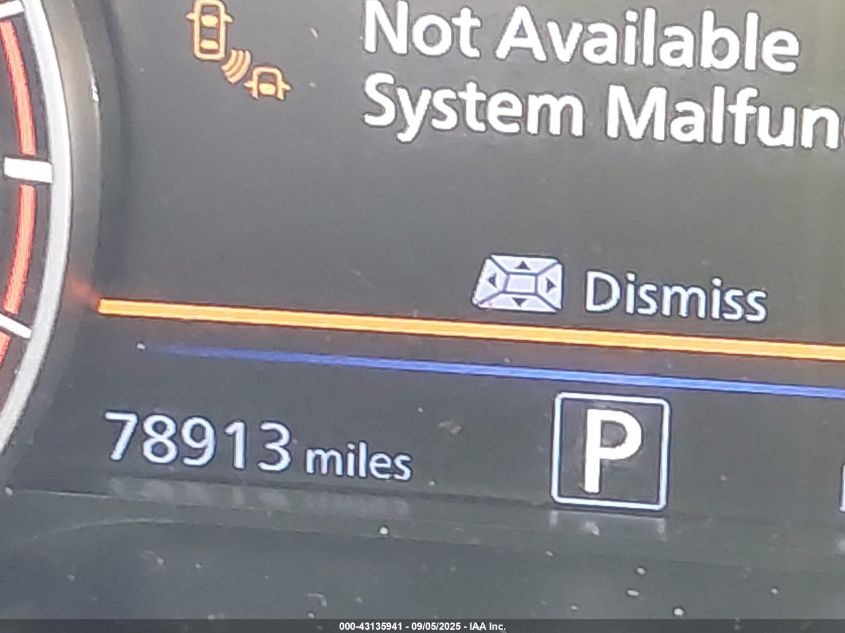 Not Available
System Malfun
Dismiss
78913 miles
P
000-43135941 - 09/05/2025 - IAA Inc.